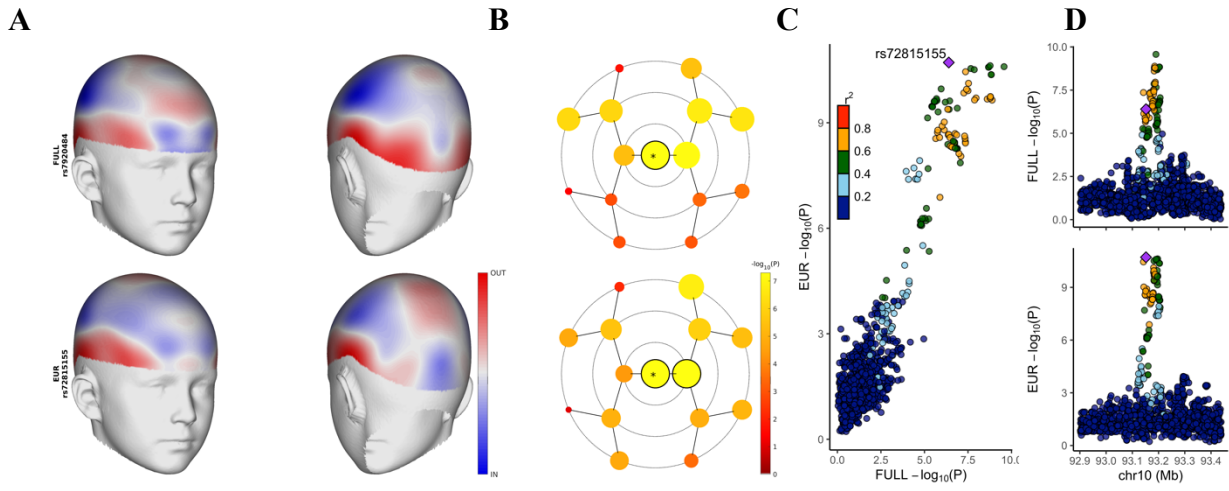 A
B
C
D
FULL
rs7920484
EUR
rs72815155
OUT
IN
*
*
-log₁₀(P)
7
6
5
4
3
2
1
0
rs72815155
r²
0.8
0.6
0.4
0.2
EUR −log₁₀(P)
9
6
3
0
0.0
2.5
5.0
7.5
10.0
FULL −log₁₀(P)
FULL −log₁₀(P)
10.0
7.5
5.0
2.5
0.0
EUR −log₁₀(P)
9
6
3
0
92.9
93.0
93.1
93.2
93.3
93.4
chr10 (Mb)